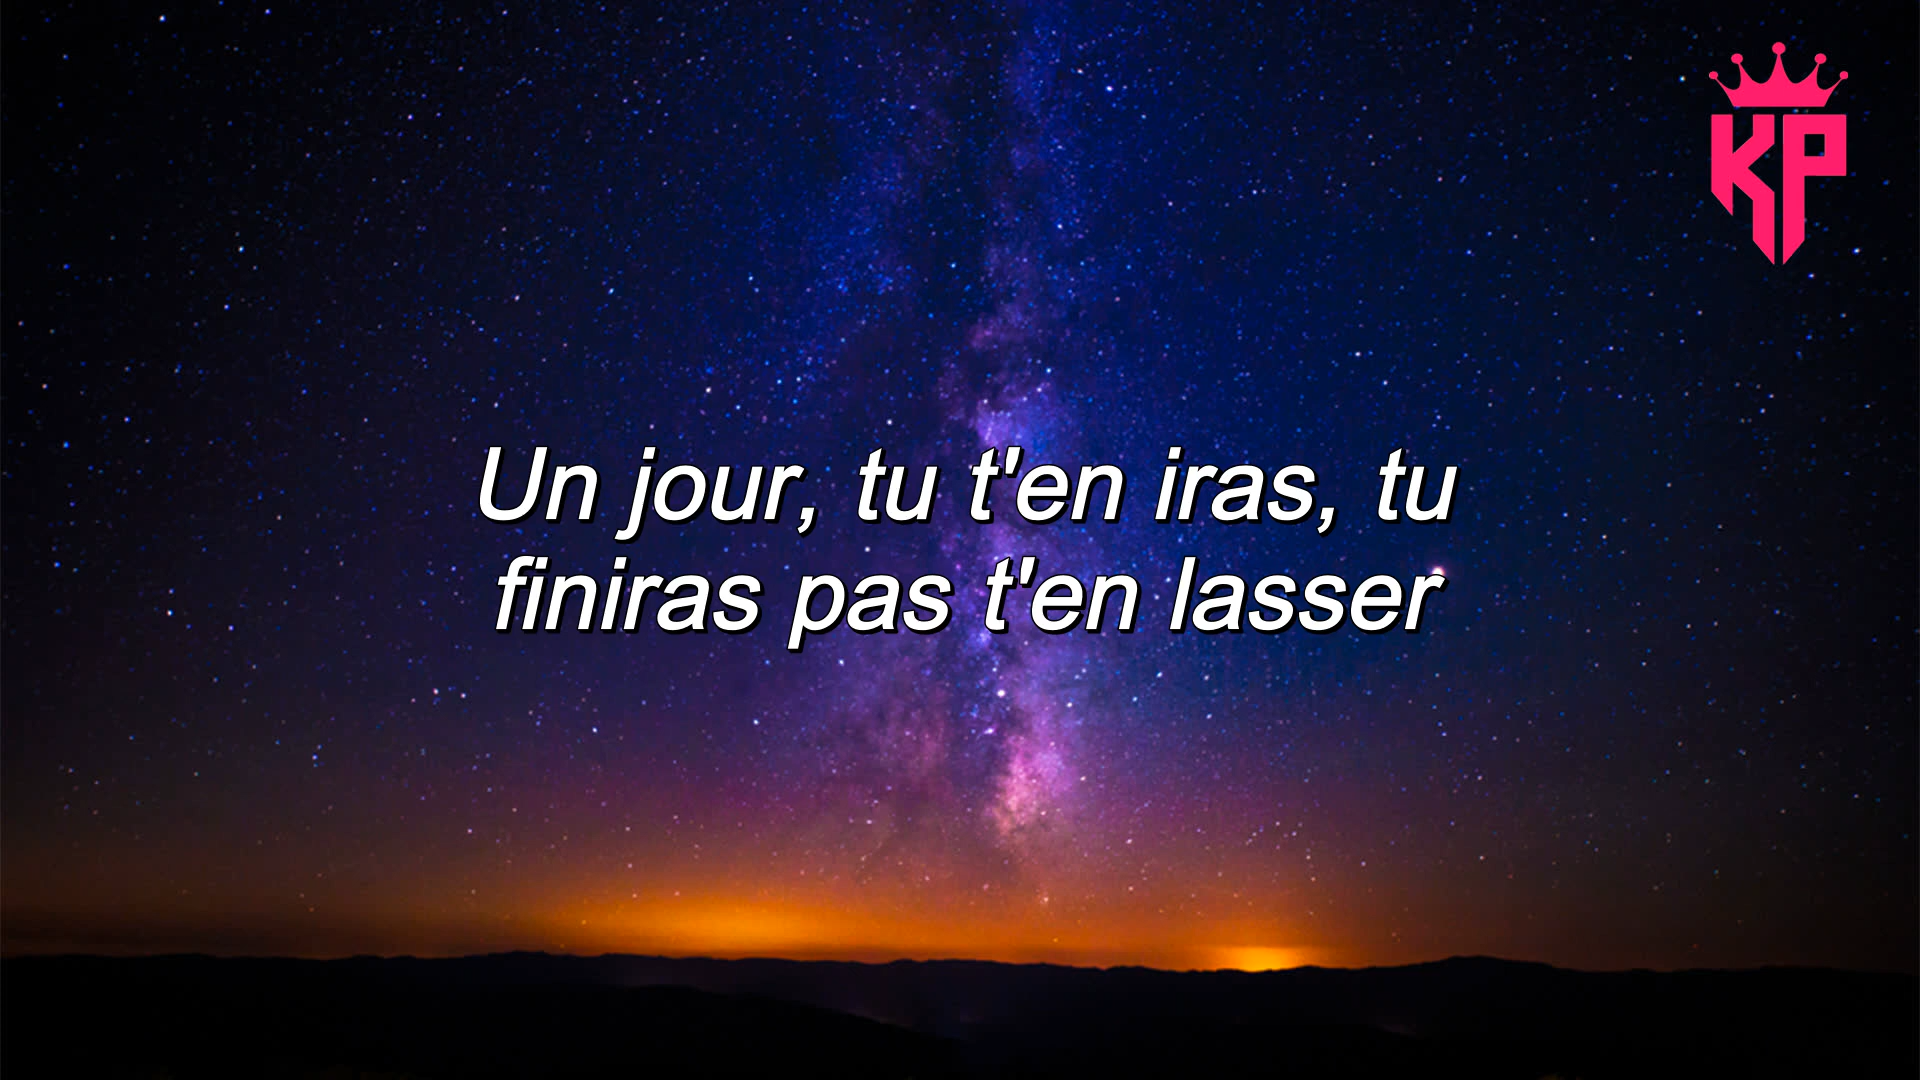 KP
Un jour, tu t'en iras, tu
finiras pas t'en lasser